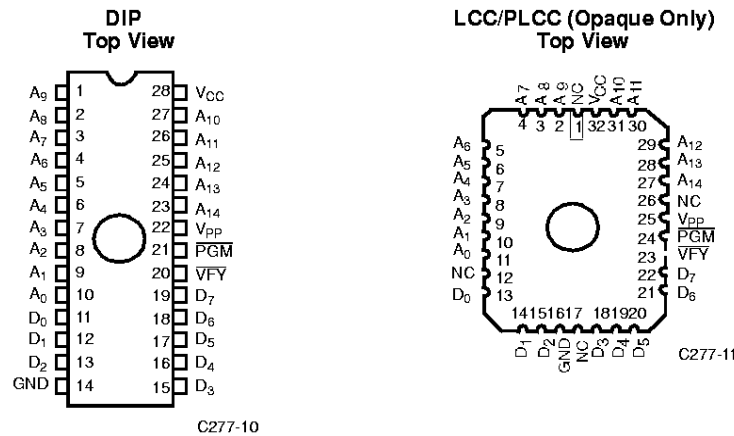 DIP
Top View
A9 1 28 VCC
A8 2 27 A10
A7 3 26 A11
A6 4 25 A12
A5 5 24 A13
A4 6 23 A14
A3 7 22 VPP
A2 8 21 PGM
A1 9 20 VFY
A0 10 19 D7
D0 11 18 D6
D1 12 17 D5
D2 13 16 D4
GND 14 15 D3
C277-10
LCC/PLCC (Opaque Only)
Top View
A7 A8 A9 NC VCC A10 A11
4 3 2 1 32 31 30
A6 5 29 A12
A5 6 28 A13
A4 7 27 A14
A3 8 26 NC
A2 9 25 VPP
A1 10 24 PGM
A0 11 23 VFY
NC 12 22 D7
D0 13 21 D6
14 15 16 17 18 19 20
D1 D2 GND NC D3 D4 D5
C277-11